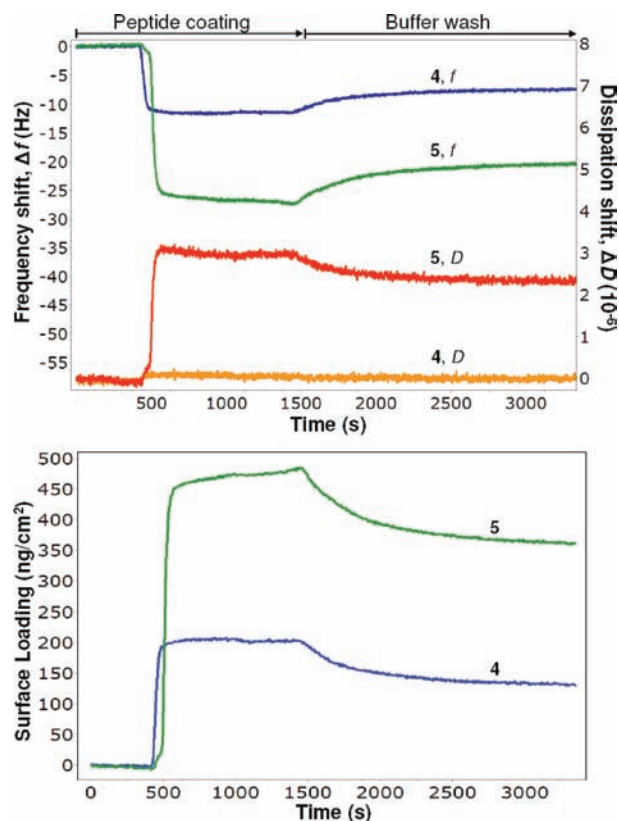 Peptide coating Buffer wash
0 8
-5 7
-10 6
-15 5
-20 4
-25 3
-30 2
-35 1
-40 0
-45
-50
-55
Frequency shift, Δf (Hz)
Dissipation shift, ΔD (10⁻⁶)
4, f
5, f
5, D
4, D
500 1000 1500 2000 2500 3000
Time (s)
500
450
400
350
300
250
200
150
100
50
0
Surface Loading (ng/cm²)
5
4
0 500 1000 1500 2000 2500 3000
Time (s)